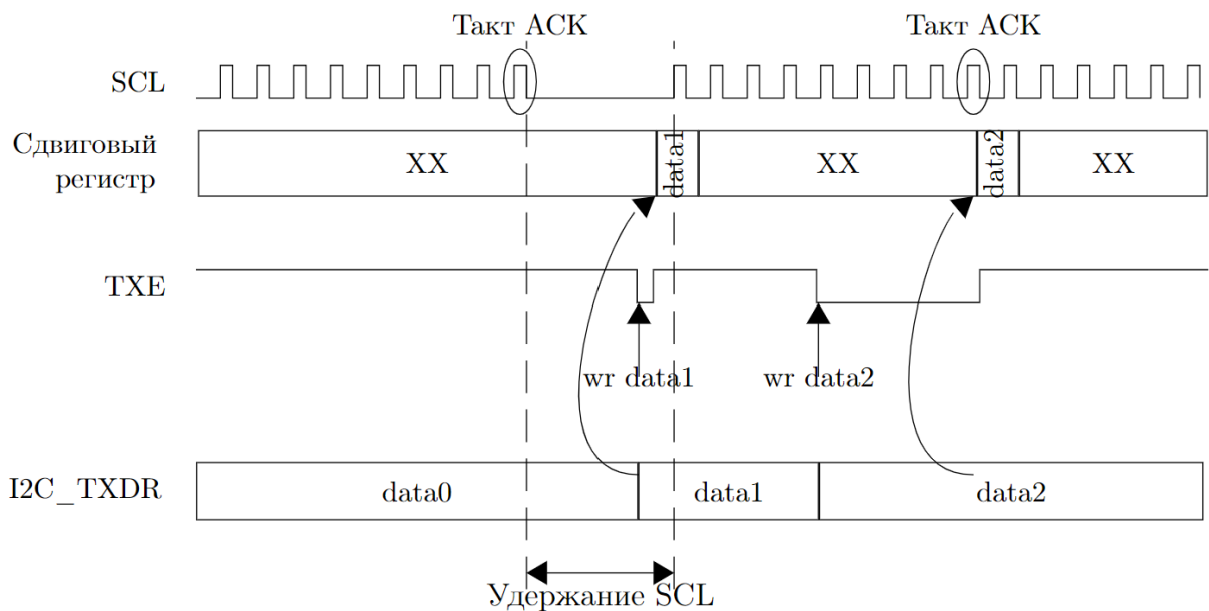 Такт ACK Такт ACK
SCL
Сдвиговый
регистр
XX data1 XX data2 XX
TXE
wr data1 wr data2
I2C_TXDR data0 data1 data2
Удержание SCL